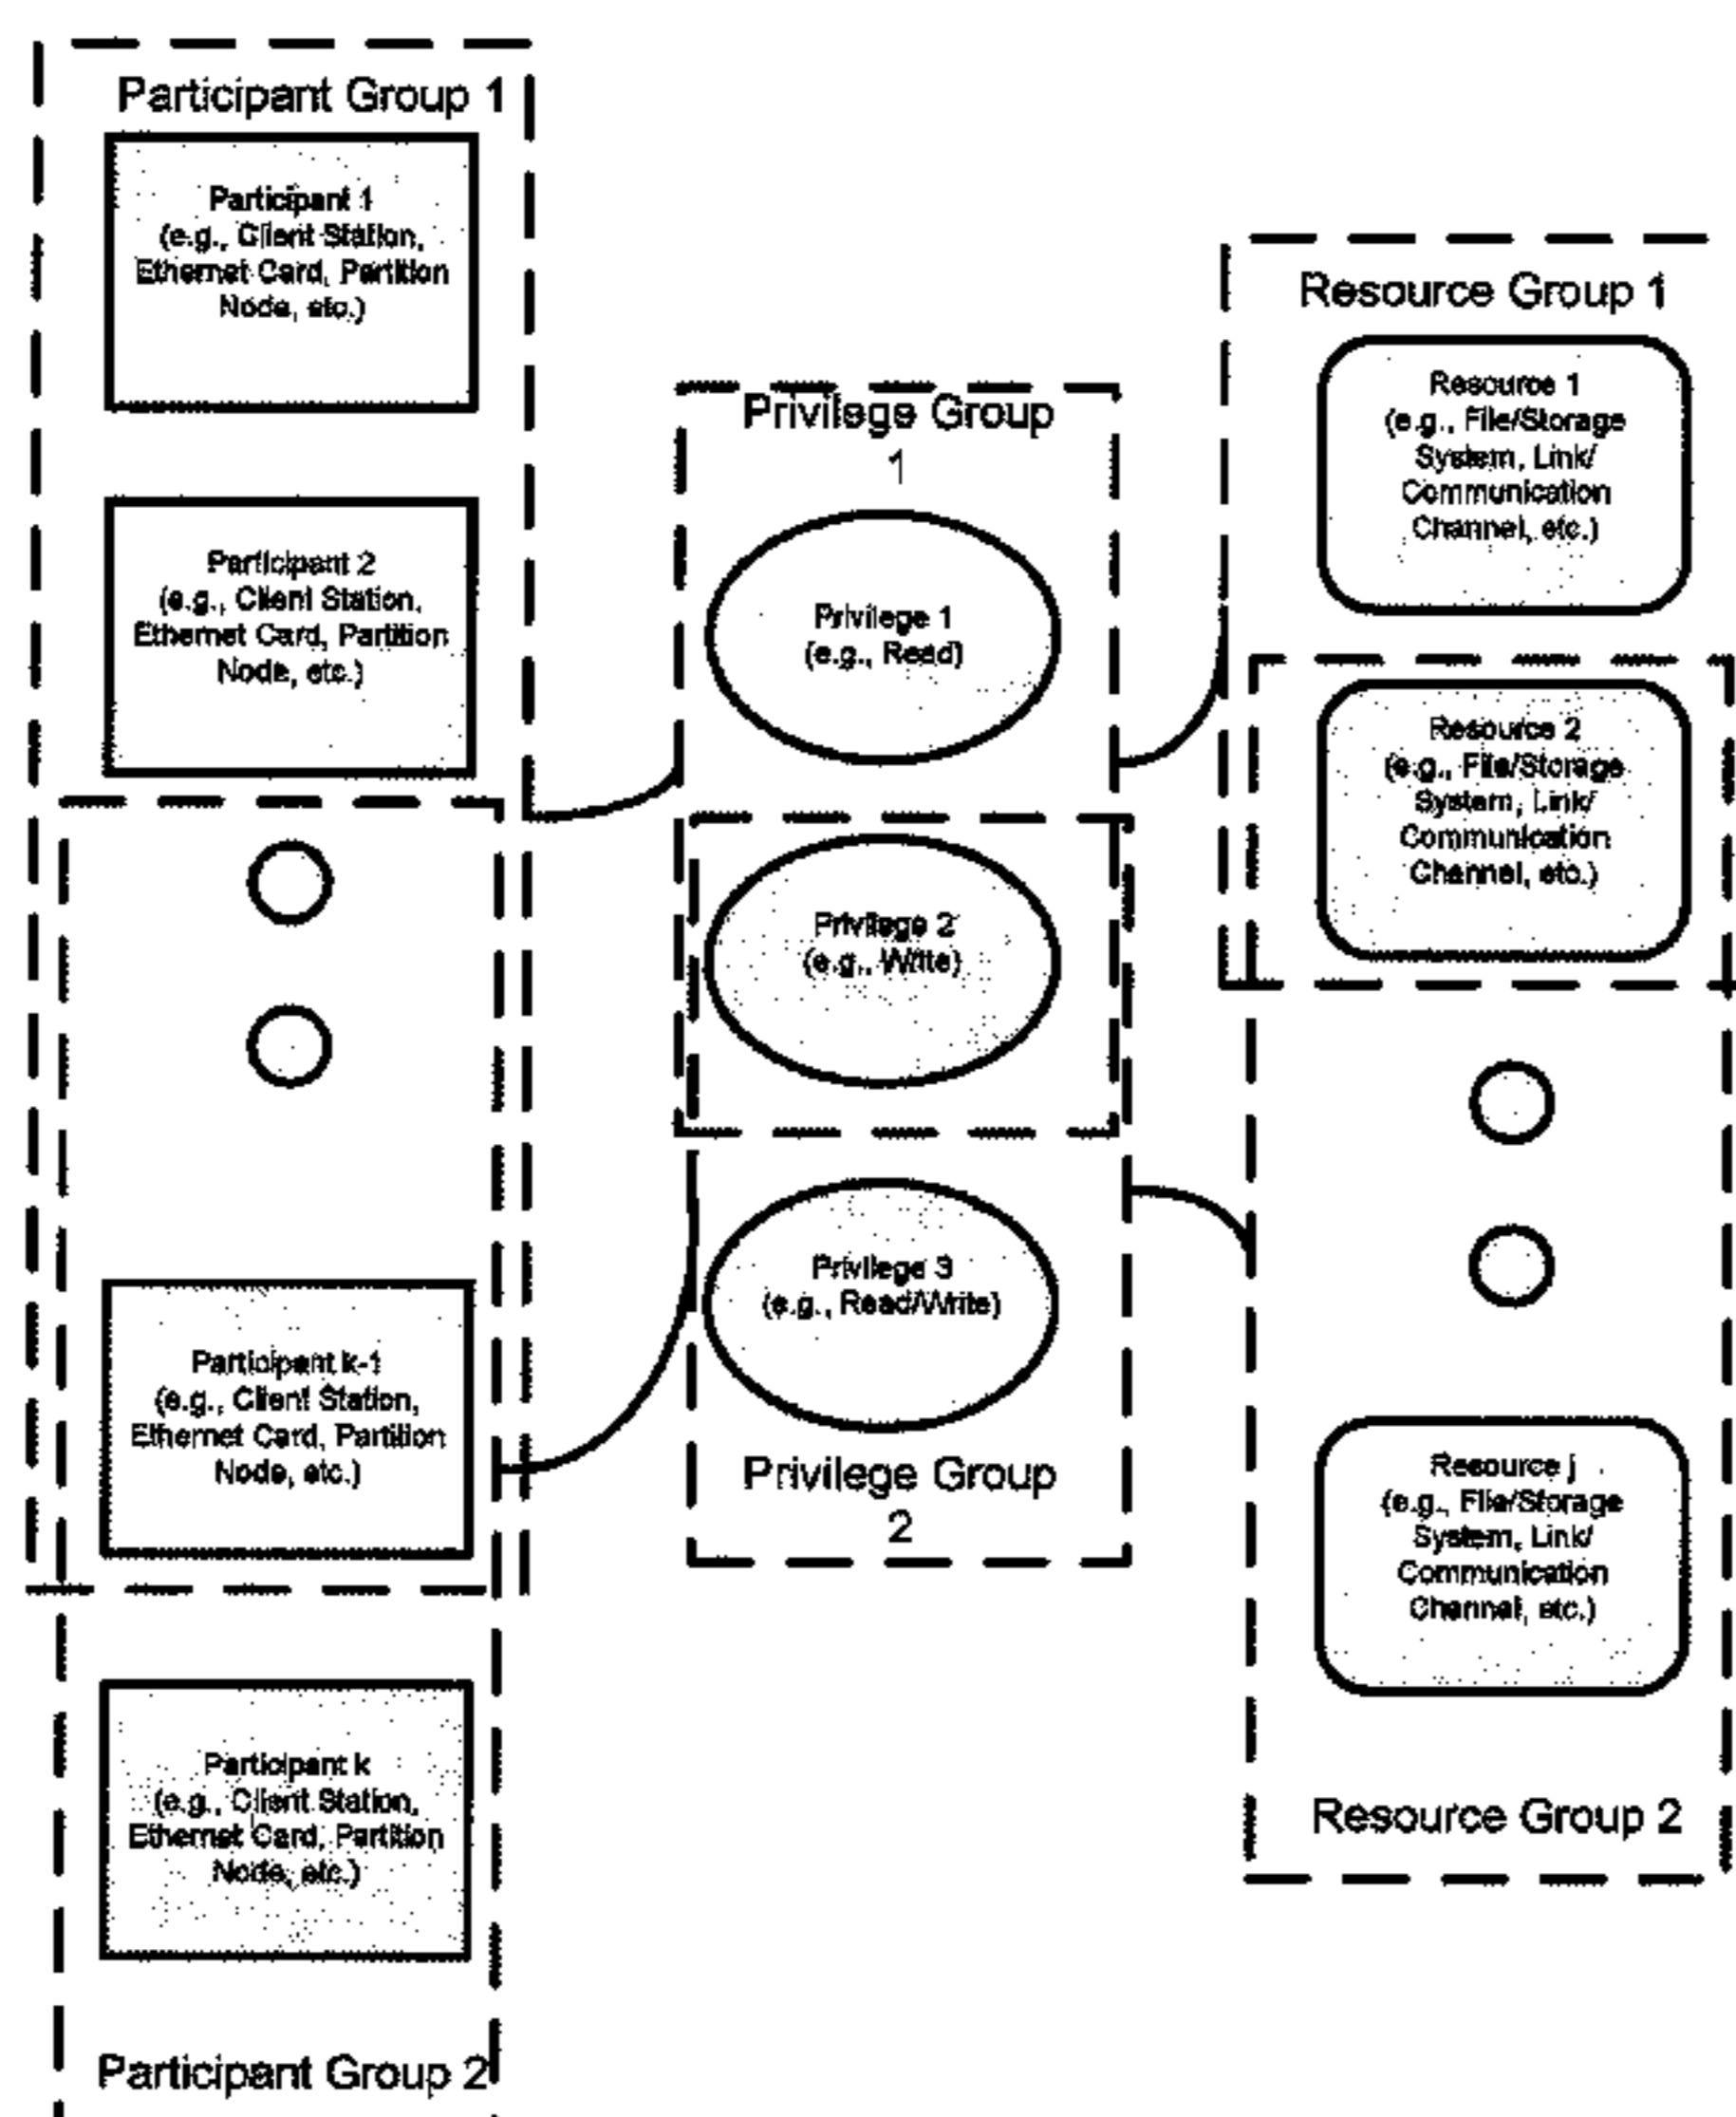 Participant Group 1
Participant 1
(e.g., Client Station,
Ethernet Card, Partition
Node, etc.)
Participant 2
(e.g., Client Station,
Ethernet Card, Partition
Node, etc.)
Participant k-1
(e.g., Client Station,
Ethernet Card, Partition
Node, etc.)
Participant k
(e.g., Client Station,
Ethernet Card, Partition
Node, etc.)
Participant Group 2
Privilege Group
1
Privilege 1
(e.g., Read)
Privilege 2
(e.g., Write)
Privilege 3
(e.g., Read/Write)
Privilege Group
2
Resource Group 1
Resource 1
(e.g., File/Storage
System, Link/
Communication
Channel, etc.)
Resource 2
(e.g., File/Storage
System, Link/
Communication
Channel, etc.)
Resource j
(e.g., File/Storage
System, Link/
Communication
Channel, etc.)
Resource Group 2